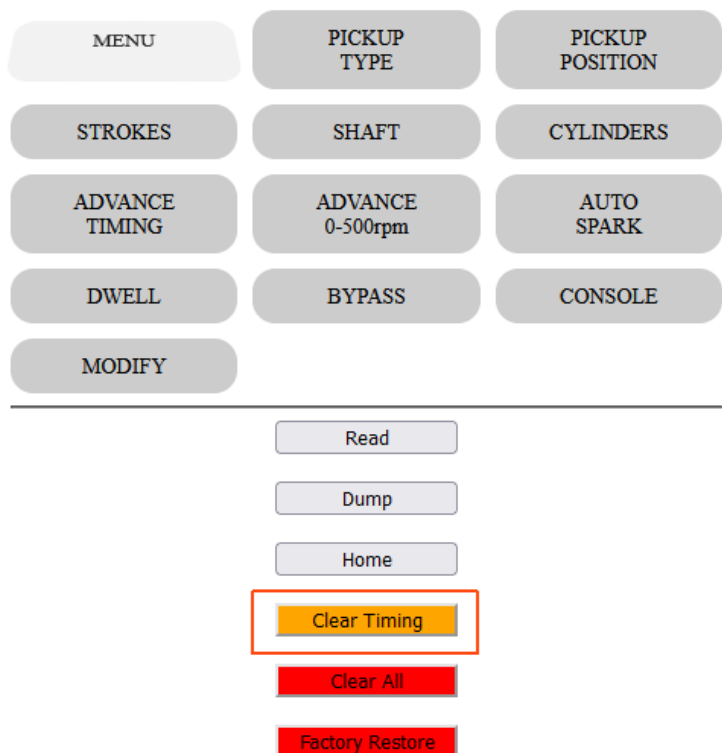 MENU
PICKUP
TYPE
PICKUP
POSITION
STROKES
SHAFT
CYLINDERS
ADVANCE
TIMING
ADVANCE
0-500rpm
AUTO
SPARK
DWELL
BYPASS
CONSOLE
MODIFY
Read
Dump
Home
Clear Timing
Clear All
Factory Restore